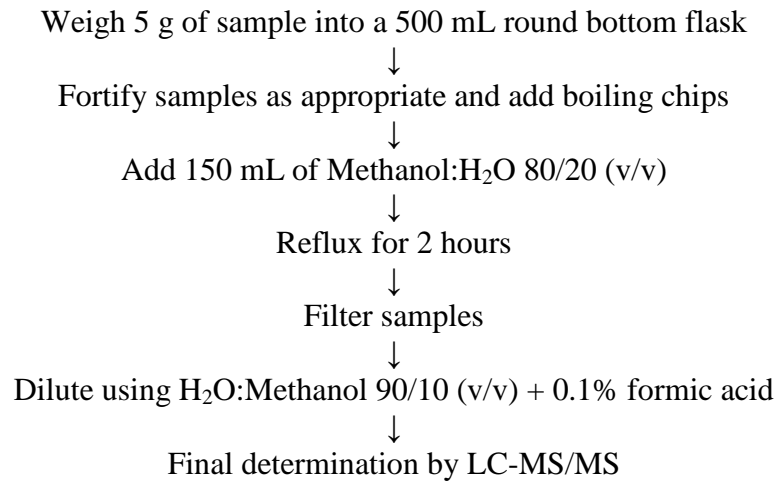 Weigh 5 g of sample into a 500 mL round bottom flask
↓
Fortify samples as appropriate and add boiling chips
↓
Add 150 mL of Methanol:H₂O 80/20 (v/v)
↓
Reflux for 2 hours
↓
Filter samples
↓
Dilute using H₂O:Methanol 90/10 (v/v) + 0.1% formic acid
↓
Final determination by LC-MS/MS